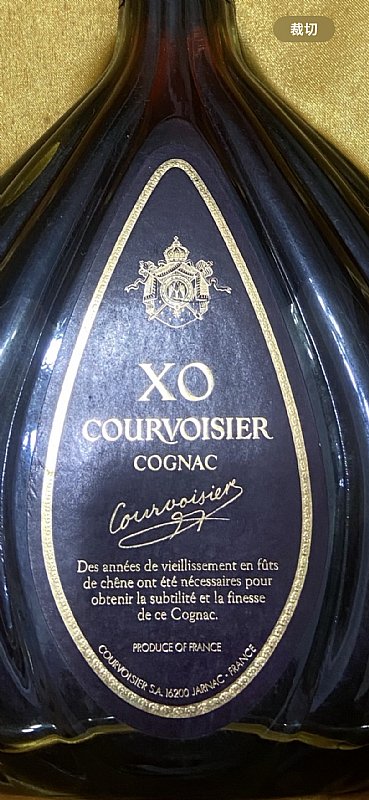 裁切
XO
COURVOISIER
COGNAC
Courvoisier
Des années de vieillissement en fûts
de chêne ont été nécessaires pour
obtenir la subtilité et la finesse
de ce Cognac.
PRODUCE OF FRANCE
COURVOISIER S.A. 16200 JARNAC - FRANCE